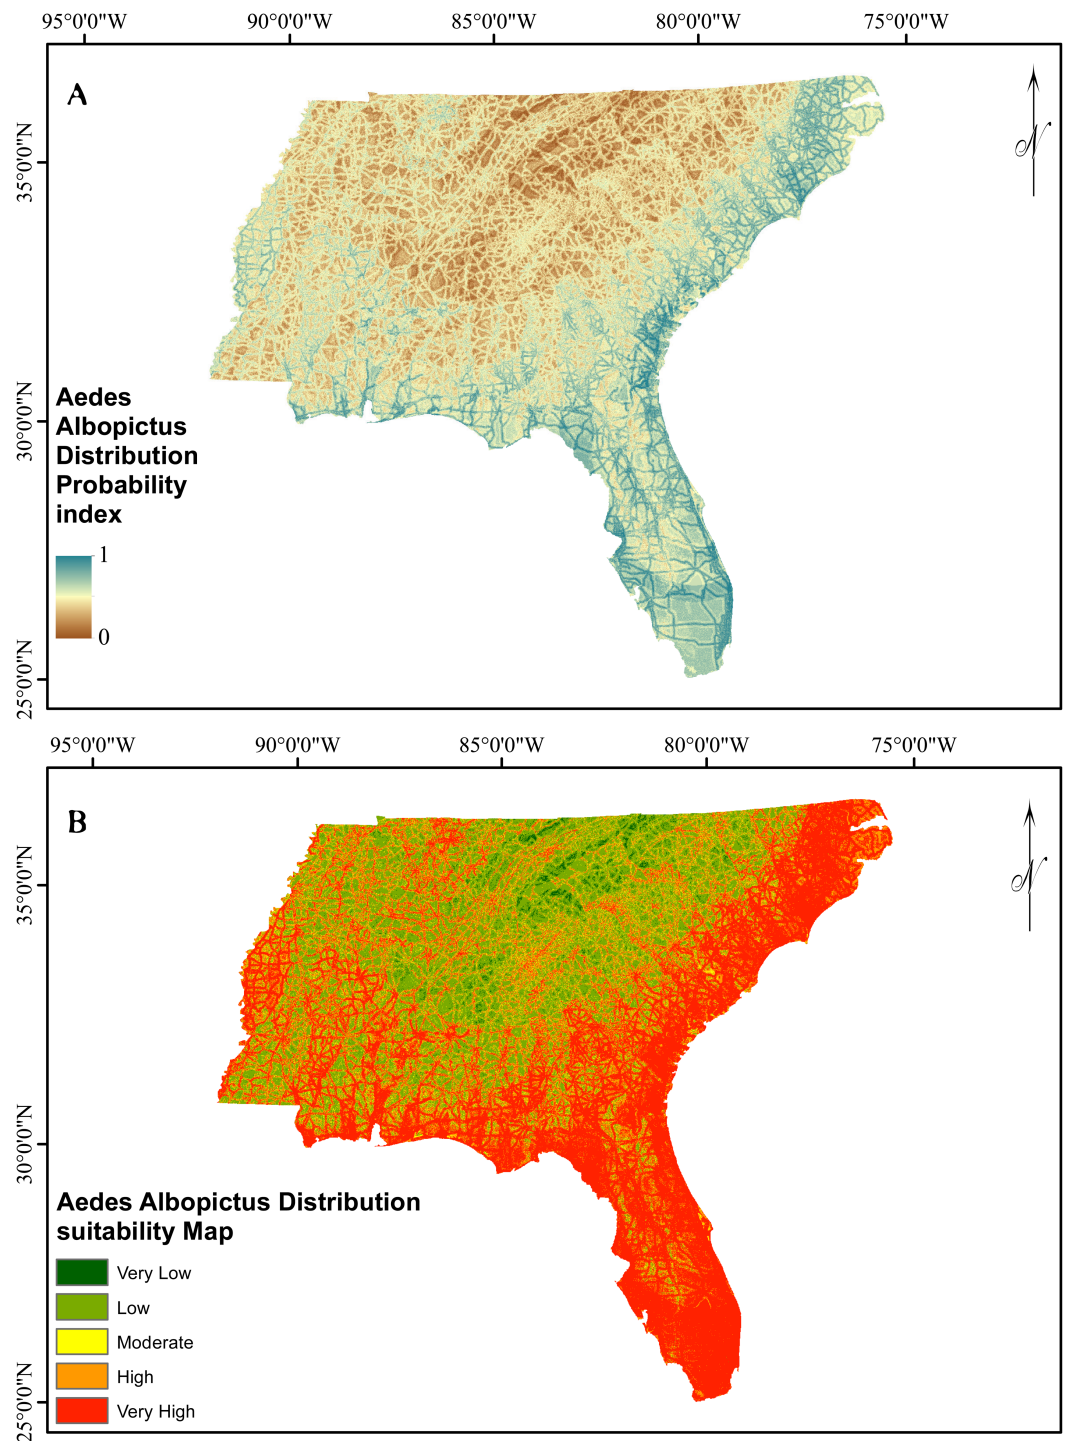 95°0'0"W 90°0'0"W 85°0'0"W 80°0'0"W 75°0'0"W
A
N
35°0'0"N
30°0'0"N
25°0'0"N
Aedes
Albopictus
Distribution
Probability
index
1
0
95°0'0"W 90°0'0"W 85°0'0"W 80°0'0"W 75°0'0"W
B
N
35°0'0"N
30°0'0"N
25°0'0"N
Aedes Albopictus Distribution
suitability Map
Very Low
Low
Moderate
High
Very High